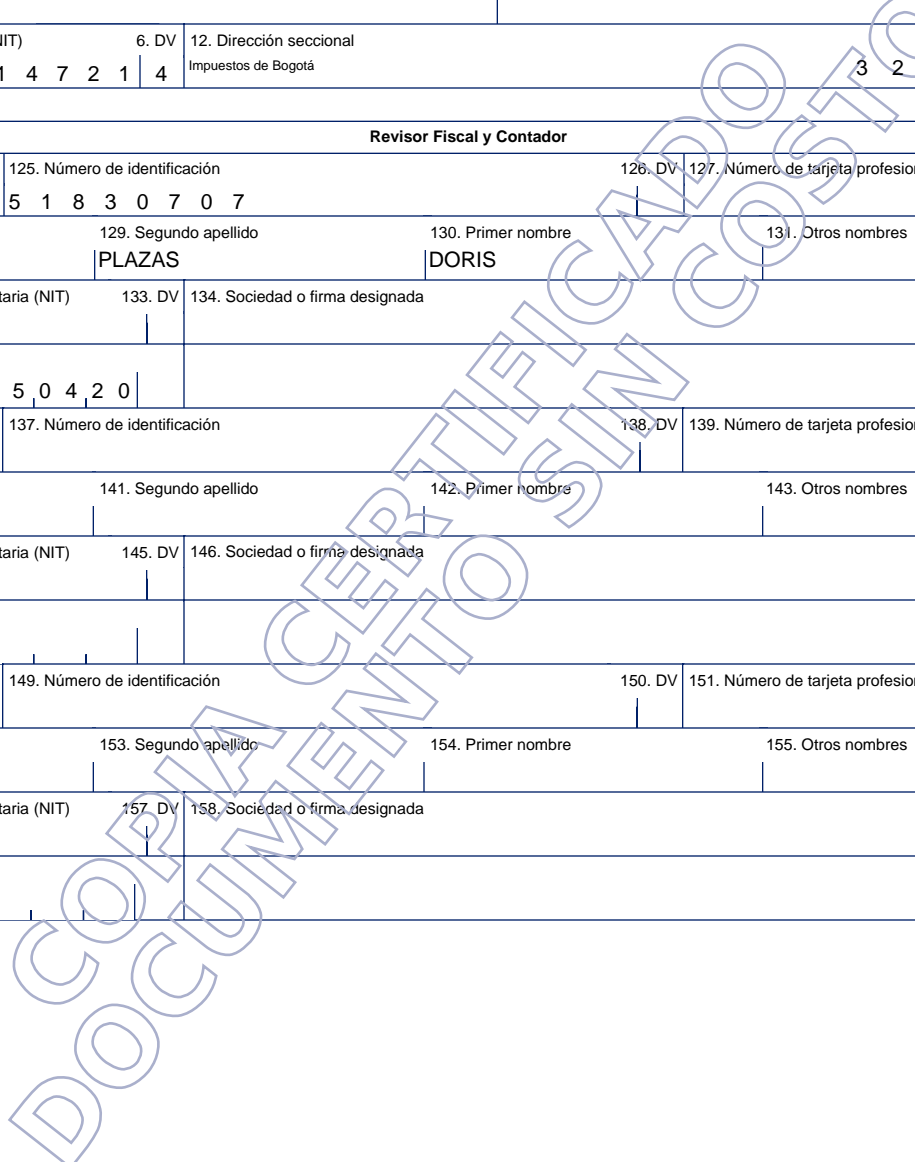 NIT) 6. DV 12. Dirección seccional
1 4 7 2 1 4 Impuestos de Bogotá 3 2
Revisor Fiscal y Contador
125. Número de identificación 126. DV 127. Número de tarjeta profesion
5 1 8 3 0 7 0 7
129. Segundo apellido 130. Primer nombre 131. Otros nombres
PLAZAS DORIS
taria (NIT) 133. DV 134. Sociedad o firma designada
5 0 4 2 0
137. Número de identificación 138. DV 139. Número de tarjeta profesion
141. Segundo apellido 142. Primer nombre 143. Otros nombres
taria (NIT) 145. DV 146. Sociedad o firma designada
149. Número de identificación 150. DV 151. Número de tarjeta profesion
153. Segundo apellido 154. Primer nombre 155. Otros nombres
taria (NIT) 157. DV 158. Sociedad o firma designada
COPIA CERTIFICADO
DOCUMENTO SIN COSTO